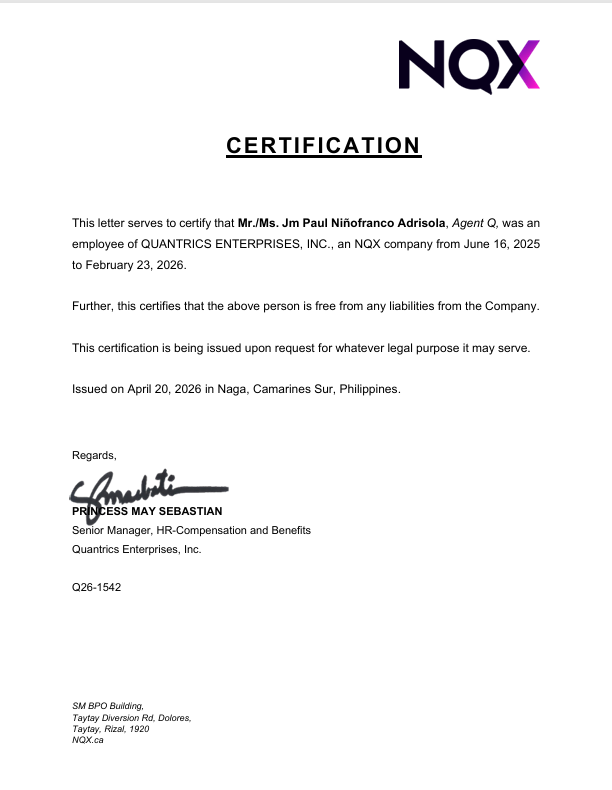 NQX
CERTIFICATION
This letter serves to certify that Mr./Ms. Jm Paul Niñofranco Adrisola, Agent Q, was an
employee of QUANTRICS ENTERPRISES, INC., an NQX company from June 16, 2025
to February 23, 2026.
Further, this certifies that the above person is free from any liabilities from the Company.
This certification is being issued upon request for whatever legal purpose it may serve.
Issued on April 20, 2026 in Naga, Camarines Sur, Philippines.
Regards,
PRINCESS MAY SEBASTIAN
Senior Manager, HR-Compensation and Benefits
Quantrics Enterprises, Inc.
Q26-1542
SM BPO Building,
Taytay Diversion Rd, Dolores,
Taytay, Rizal, 1920
NQX.ca